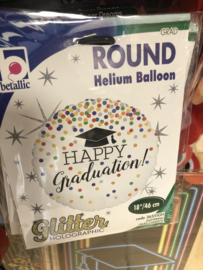 GRAD
betallic
ROUND
Helium Balloon
HAPPY
Graduation!
18"/46 cm
glitter
HOLOGRAPHIC